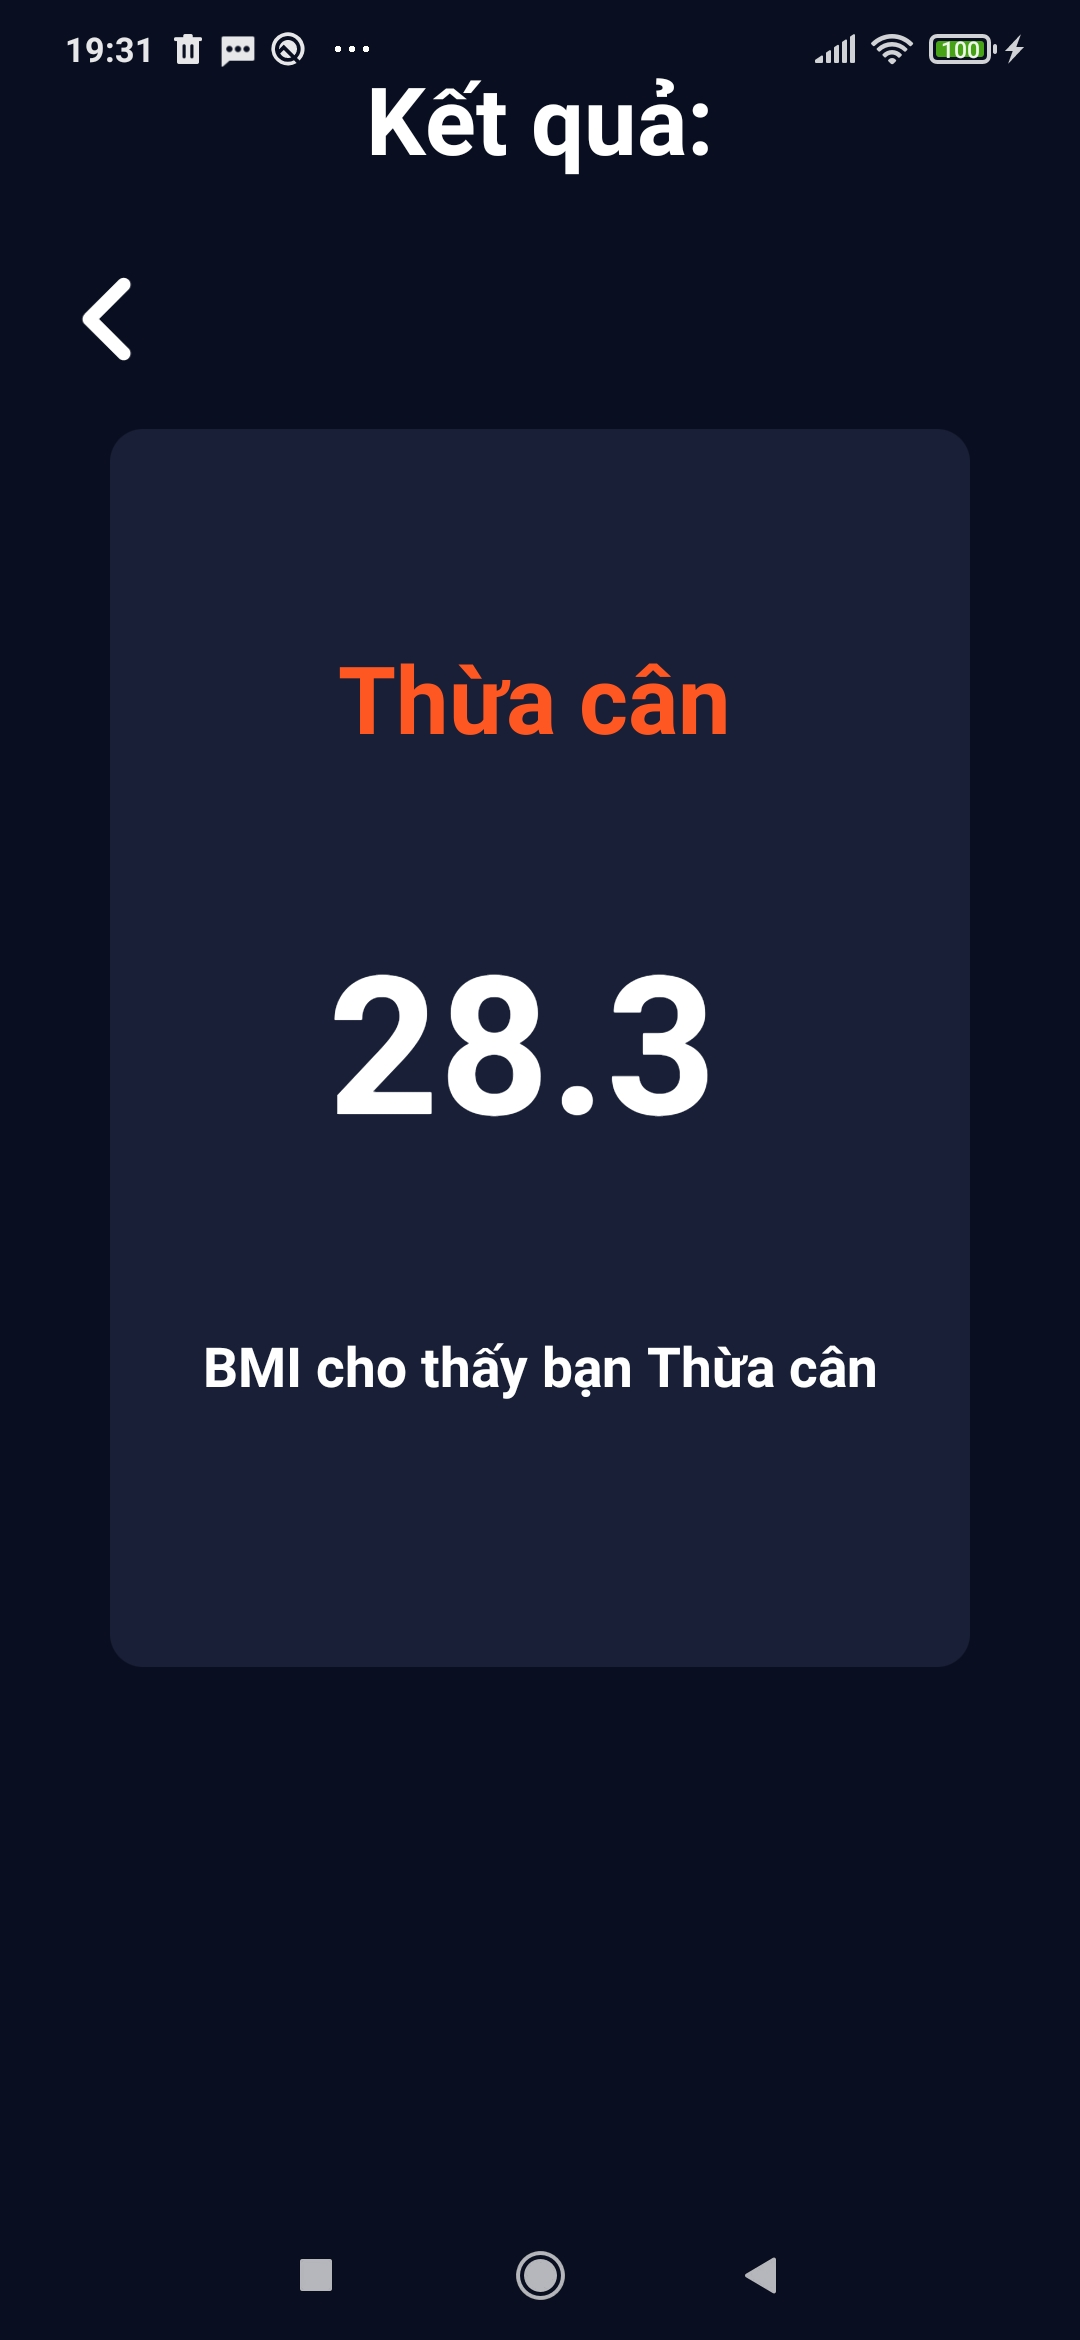 19:31
100
Kết quả:
Thừa cân
28.3
BMI cho thấy bạn Thừa cân